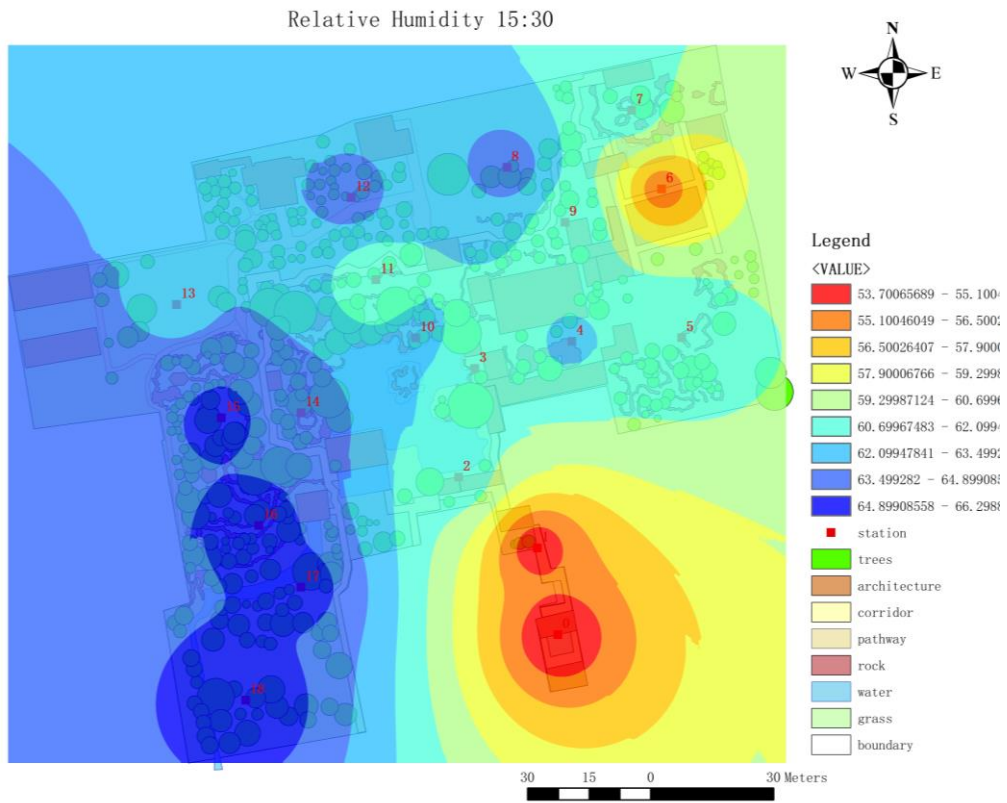 Relative Humidity 15:30
N
W E
S
7
8
6
12
9
11
13
10
4
5
3
14
15
2
16
1
17
0
18
Legend
<VALUE>
53.70065689 - 55.1004
55.10046049 - 56.5002
56.50026407 - 57.9000
57.90006766 - 59.2998
59.29987124 - 60.6996
60.69967483 - 62.0994
62.09947841 - 63.4992
63.499282 - 64.899085
64.89908558 - 66.2988
station
trees
architecture
corridor
pathway
rock
water
grass
boundary
30 15 0 30 Meters